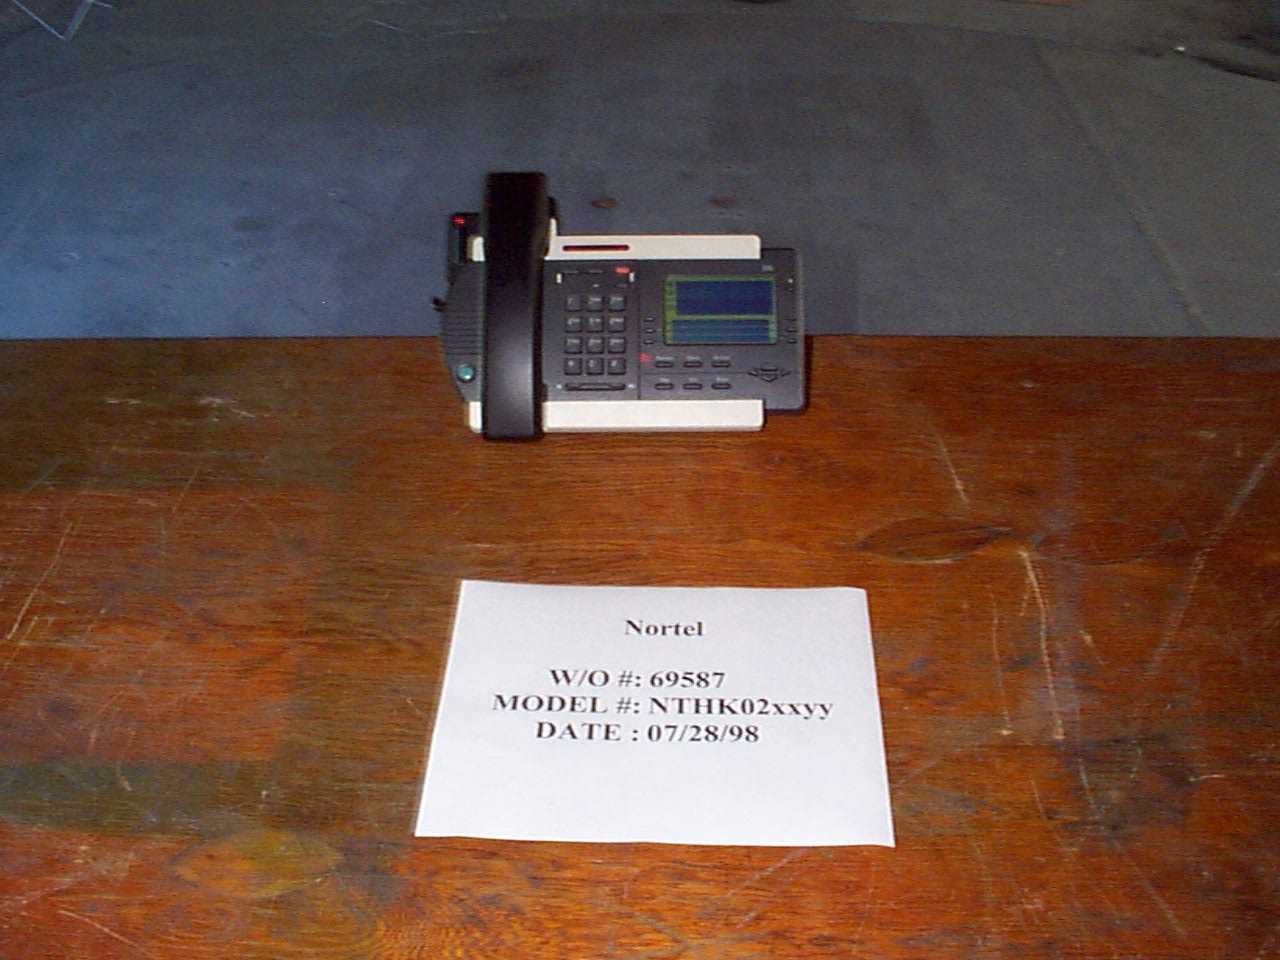 Nortel
W/O #: 69587
MODEL #: NTHK02xxyy
DATE : 07/28/98